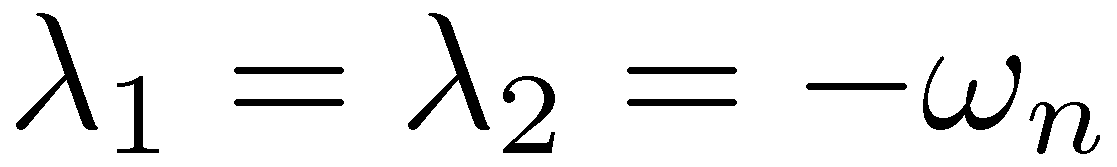 λ₁ = λ₂ = −ωₙ